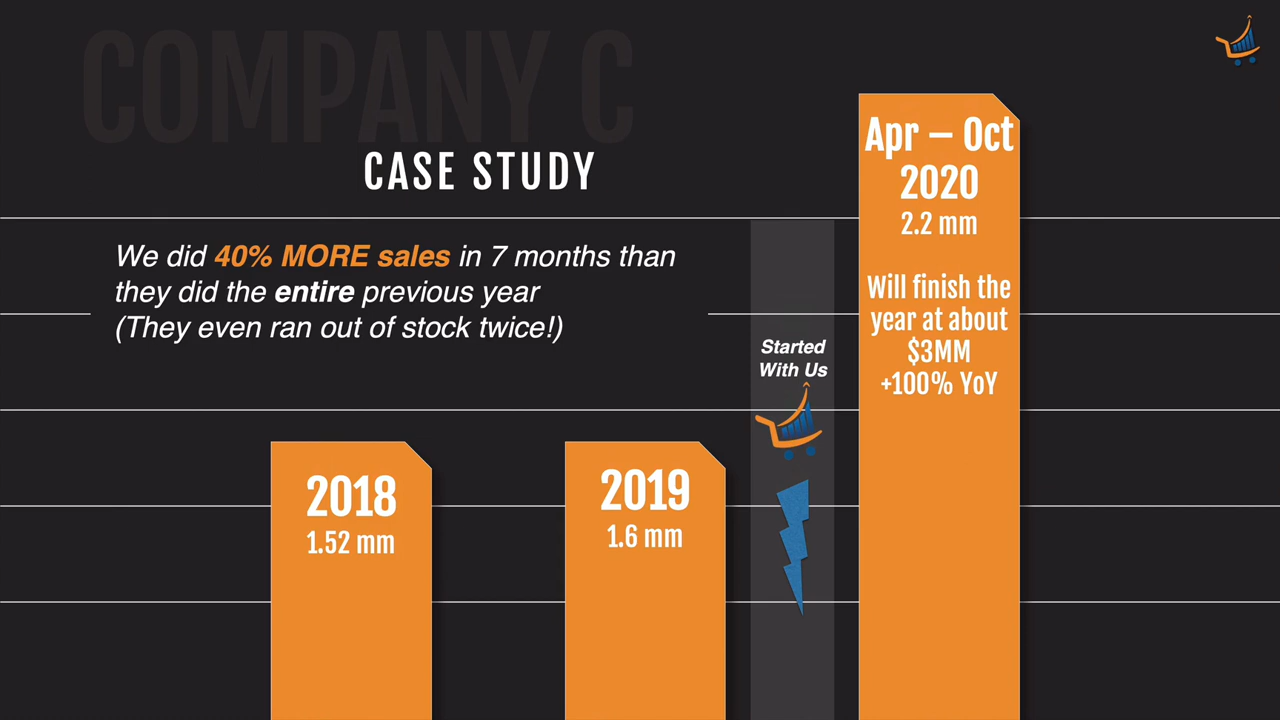 COMPANY C
CASE STUDY
We did 40% MORE sales in 7 months than
they did the entire previous year
(They even ran out of stock twice!)
2018
1.52 mm
2019
1.6 mm
Started
With Us
Apr – Oct
2020
2.2 mm
Will finish the
year at about
$3MM
+100% YoY